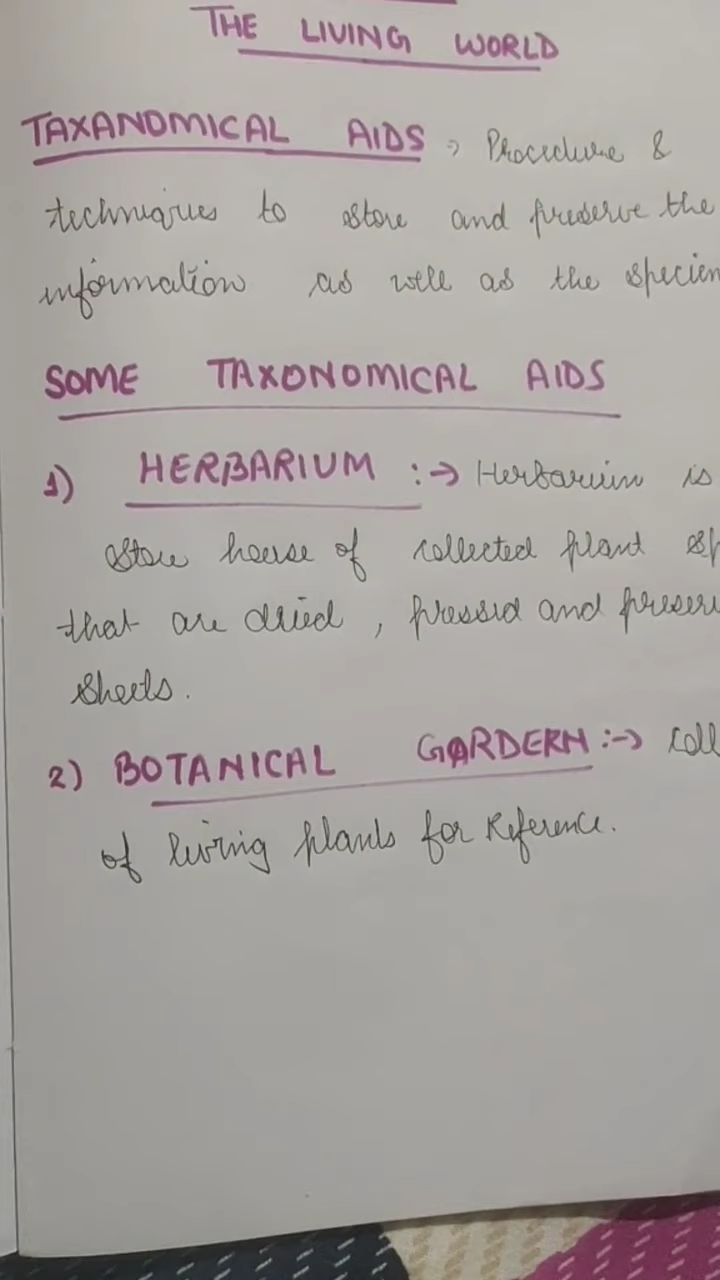 THE LIVING WORLD
TAXANOMICAL AIDS :- Procedure &
techniques to store and preserve the
information as well as the specien
SOME TAXONOMICAL AIDS
1) HERBARIUM :-> Herbarium is
store house of collected plant sp
that are dried, pressed and preser
Sheets.
2) BOTANICAL GARDERN :-> coll
of living plants for Reference.